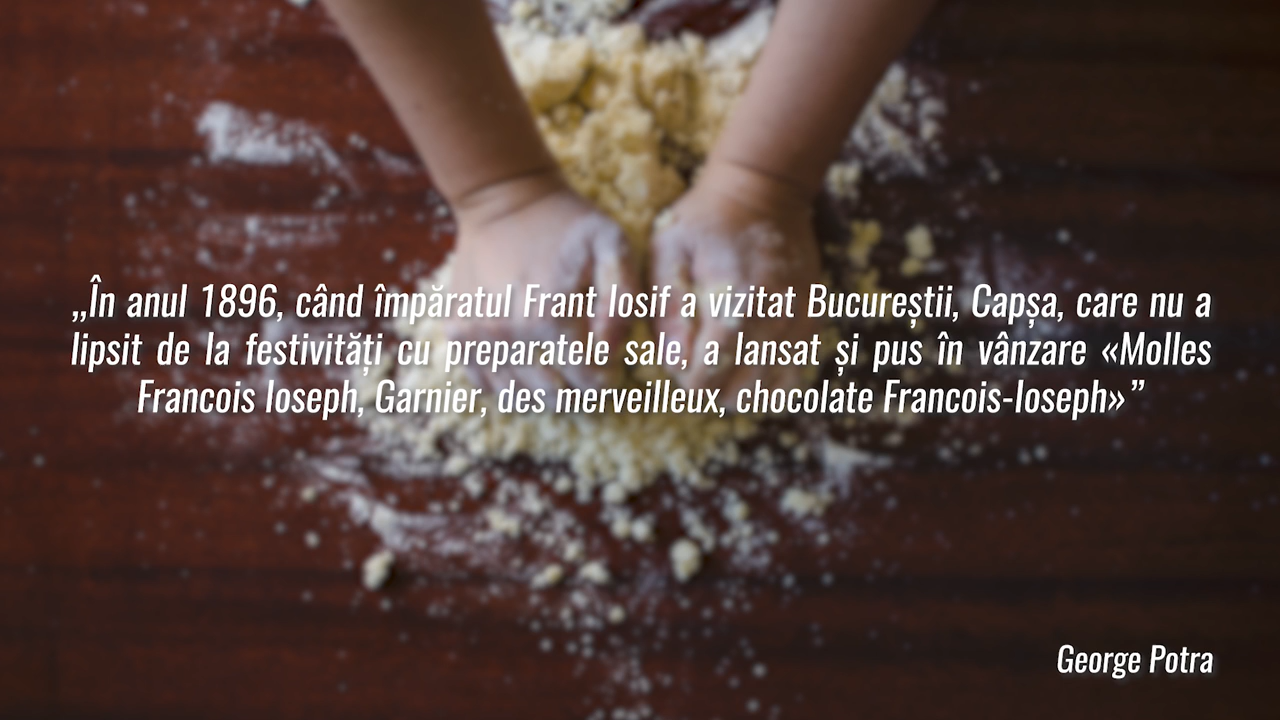 „În anul 1896, când împăratul Frant Iosif a vizitat Bucureștii, Capșa, care nu a
lipsit de la festivități cu preparatele sale, a lansat și pus în vânzare «Molles
Francois Ioseph, Garnier, des merveilleux, chocolate Francois-Ioseph»”
George Potra